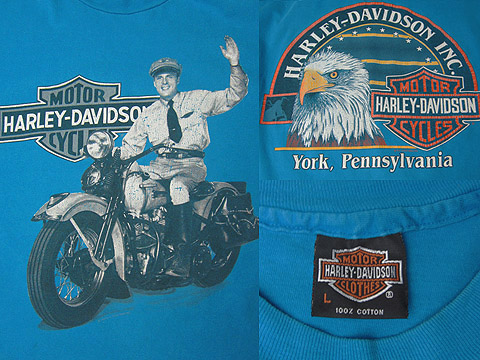 MOTOR
HARLEY-DAVIDSON
CYCLES
HARLEY-DAVIDSON INC.
MOTOR
HARLEY-DAVIDSON
CYCLES
York, Pennsylvania
MOTOR
HARLEY-DAVIDSON
CLOTHES
®
L
100% COTTON